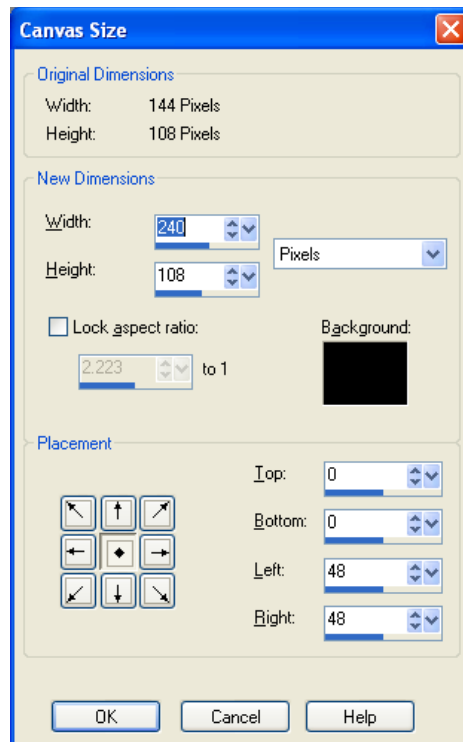 Canvas Size
Original Dimensions
Width: 144 Pixels
Height: 108 Pixels
New Dimensions
Width: 240
Pixels
Height: 108
Lock aspect ratio: Background:
2.223 to 1
Placement
Top: 0
Bottom: 0
Left: 48
Right: 48
OK Cancel Help